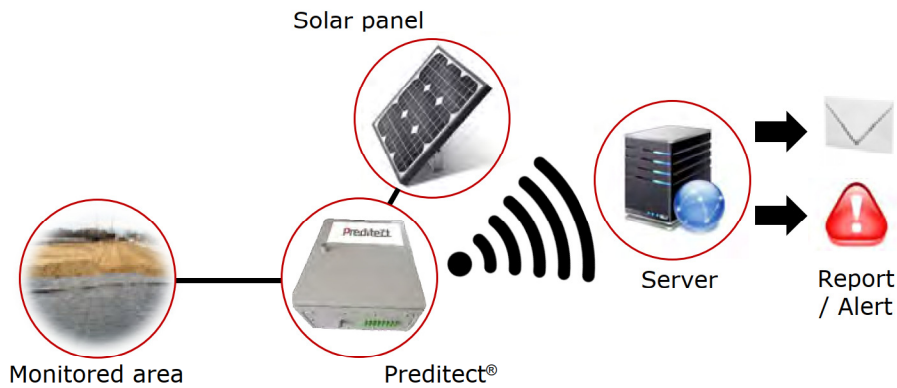 Solar panel
Preditect
Server
Report
/ Alert
Monitored area
Preditect®